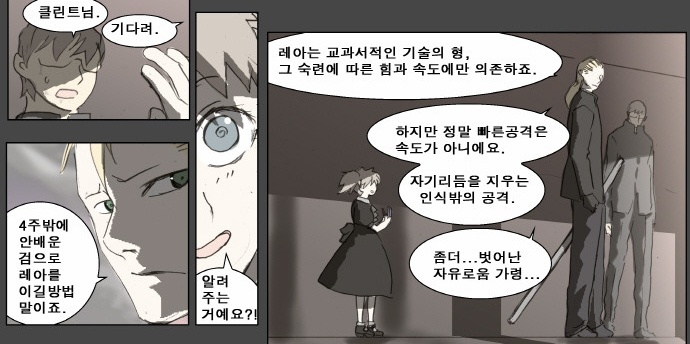 클린트님.
기다려.
4주밖에
안배운
검으로
레아를
이길방법
말이죠.
알려
주는
거예요?!
레아는 교과서적인 기술의 형,
그 숙련에 따른 힘과 속도에만 의존하죠.
하지만 정말 빠른공격은
속도가 아니에요.
자기리듬을 지우는
인식밖의 공격.
좀더...벗어난
자유로움 가령...